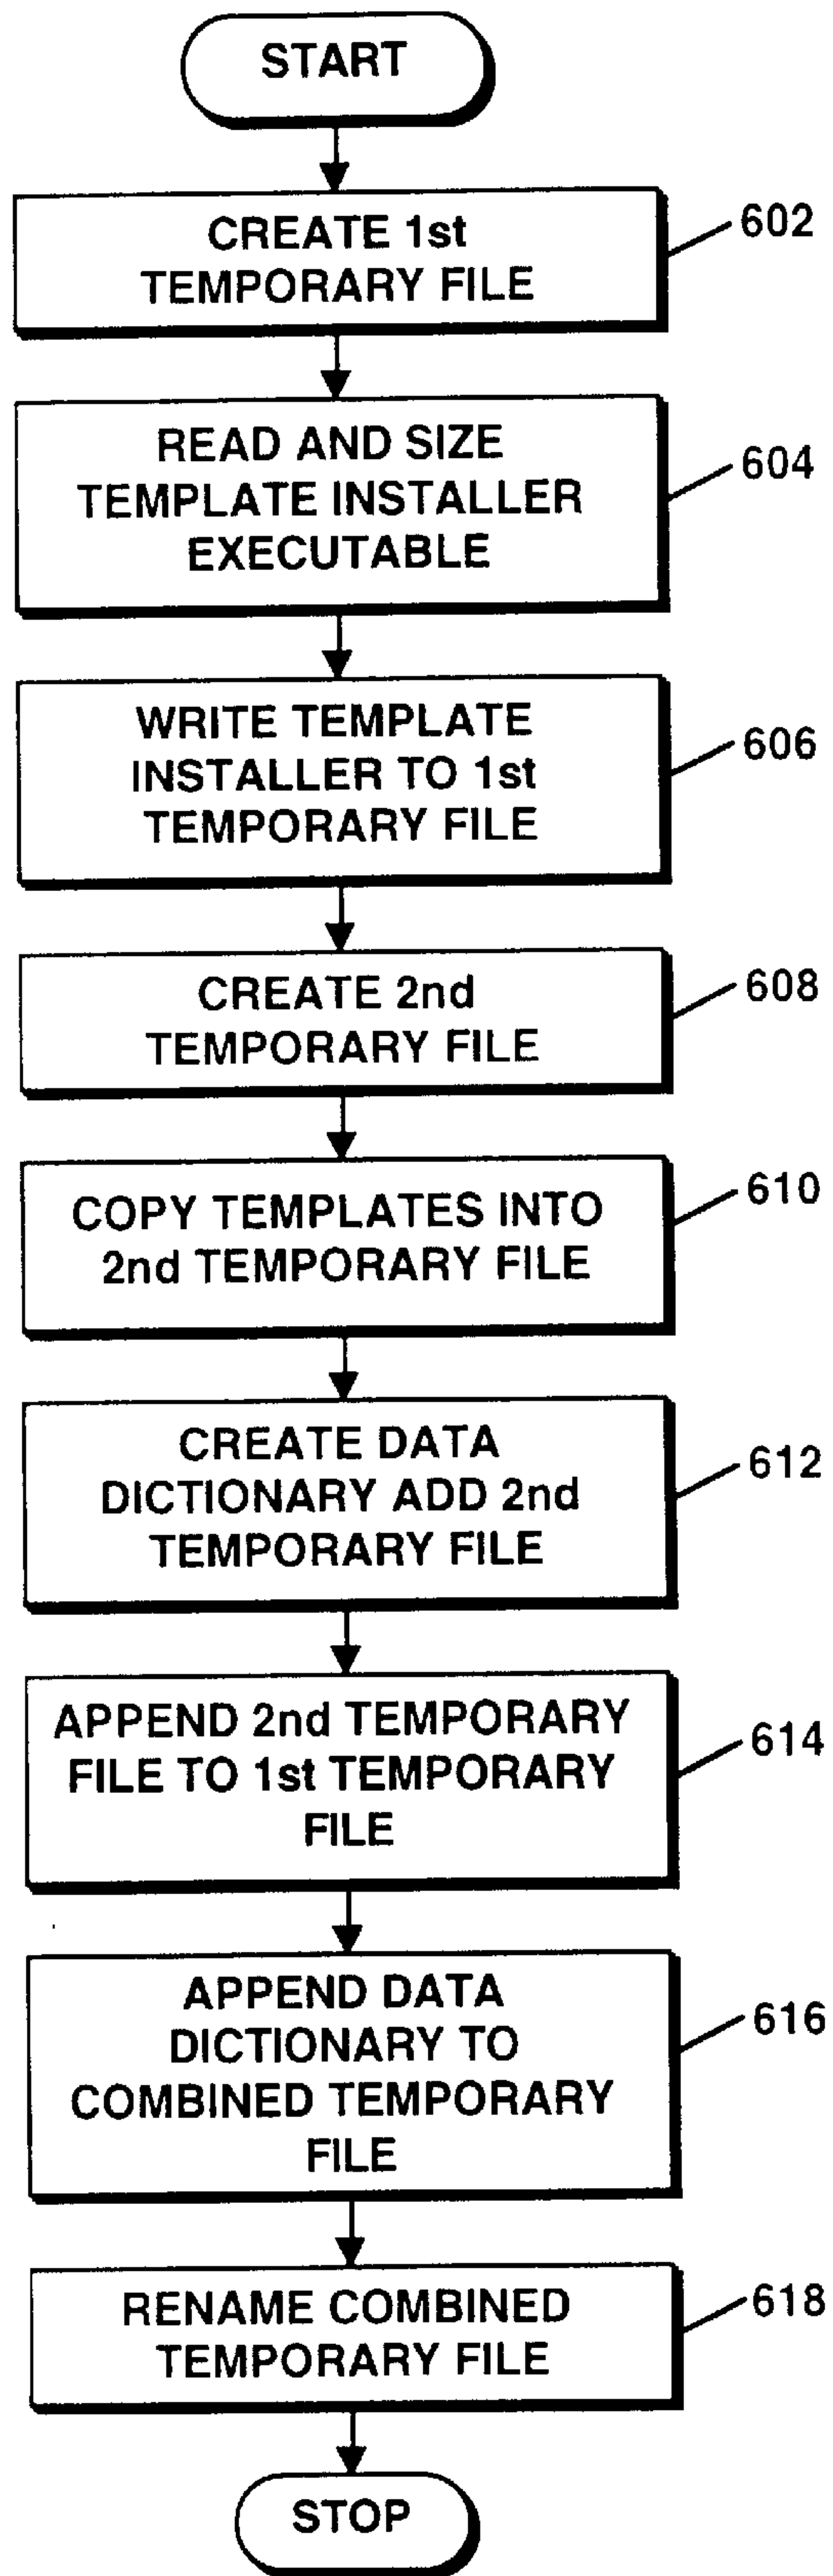 START
CREATE 1st
TEMPORARY FILE
602
READ AND SIZE
TEMPLATE INSTALLER
EXECUTABLE
604
WRITE TEMPLATE
INSTALLER TO 1st
TEMPORARY FILE
606
CREATE 2nd
TEMPORARY FILE
608
COPY TEMPLATES INTO
2nd TEMPORARY FILE
610
CREATE DATA
DICTIONARY ADD 2nd
TEMPORARY FILE
612
APPEND 2nd TEMPORARY
FILE TO 1st TEMPORARY
FILE
614
APPEND DATA
DICTIONARY TO
COMBINED TEMPORARY
FILE
616
RENAME COMBINED
TEMPORARY FILE
618
STOP